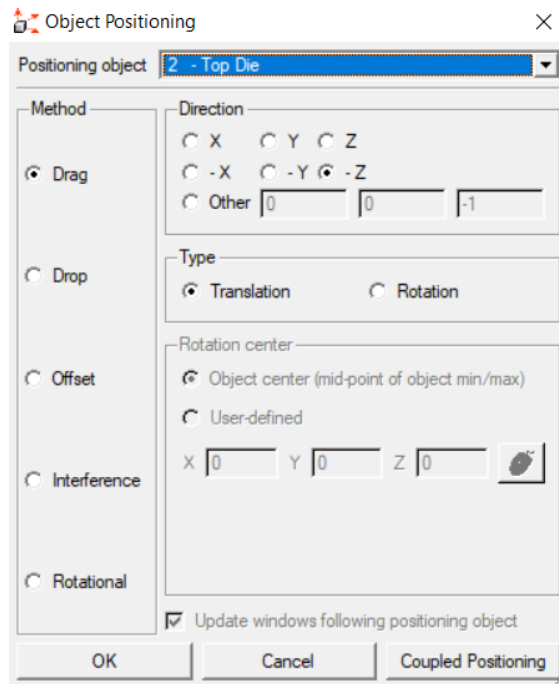 Object Positioning
Positioning object 2 - Top Die
Method
Drag
Drop
Offset
Interference
Rotational
Direction
X Y Z
- X - Y - Z
Other 0 0 -1
Type
Translation Rotation
Rotation center
Object center (mid-point of object min/max)
User-defined
X 0 Y 0 Z 0
Update windows following positioning object
OK Cancel Coupled Positioning